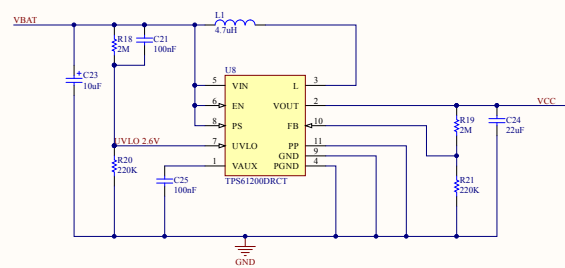 VBAT
L1
4.7uH
R18
2M
C21
100nF
C23
10uF
U8
5
VIN
6
EN
8
PS
7
UVLO
1
VAUX
L
3
VOUT
2
FB
10
PP
11
GND
9
PGND
4
TPS61200DRCT
UVLO 2.6V
R20
220K
C25
100nF
VCC
R19
2M
C24
22uF
R21
220K
GND